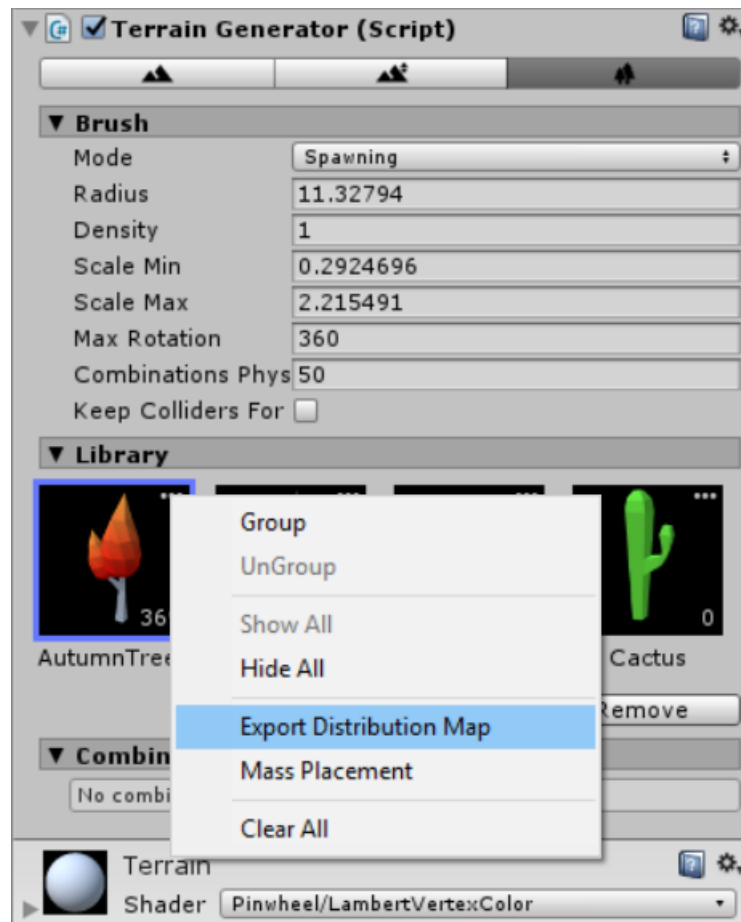 Terrain Generator (Script)
Brush
Mode Spawning
Radius 11.32794
Density 1
Scale Min 0.2924696
Scale Max 2.215491
Max Rotation 360
Combinations Phys 50
Keep Colliders For
Library
36
0
AutumnTree
Cactus
Group
UnGroup
Show All
Hide All
Export Distribution Map
Mass Placement
Clear All
Remove
Combin
No combi
Terrain
Shader Pinwheel/LambertVertexColor